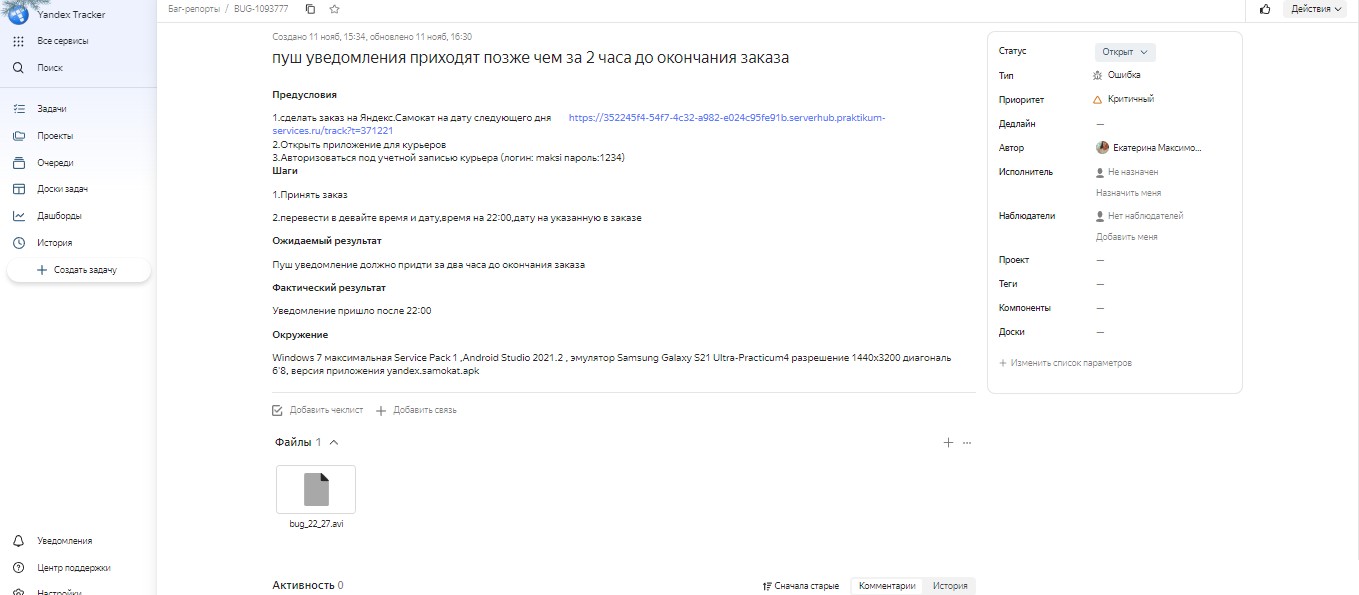 Yandex Tracker
Все сервисы
Поиск
Задачи
Проекты
Очереди
Доски задач
Дашборды
История
Создать задачу
Уведомления
Центр поддержки
Настройки
Баг-репорты / BUG-1093777
Действия
Создано 11 нояб, 15:34, обновлено 11 нояб, 16:30
пуш уведомления приходят позже чем за 2 часа до окончания заказа
Предусловия
1.сделать заказ на Яндекс.Самокат на дату следующего дня https://352245f4-54f7-4c32-a982-e024c95fe91b.serverhub.praktikum-
services.ru/track?t=371221
2.Открыть приложение для курьеров
3.Авторизоваться под учетной записью курьера (логин: maksi пароль:1234)
Шаги
1.Принять заказ
2.перевести в девайте время и дату,время на 22:00,дату на указанную в заказе
Ожидаемый результат
Пуш уведомление должно придти за два часа до окончания заказа
Фактический результат
Уведомление пришло после 22:00
Окружение
Windows 7 максимальная Service Pack 1 ,Android Studio 2021.2 , эмулятор Samsung Galaxy S21 Ultra-Practicum4 разрешение 1440х3200 диагональ
6'8, версия приложения yandex.samokat.apk
Добавить чеклист
Добавить связь
Файлы 1
bug_22_27.avi
Активность 0
Сначала старые
Комментарии
История
Статус Открыт
Тип Ошибка
Приоритет Критичный
Дедлайн —
Автор Екатерина Максимо...
Исполнитель Не назначен
Назначить меня
Наблюдатели Нет наблюдателей
Добавить меня
Проект —
Теги —
Компоненты —
Доски —
Изменить список параметров